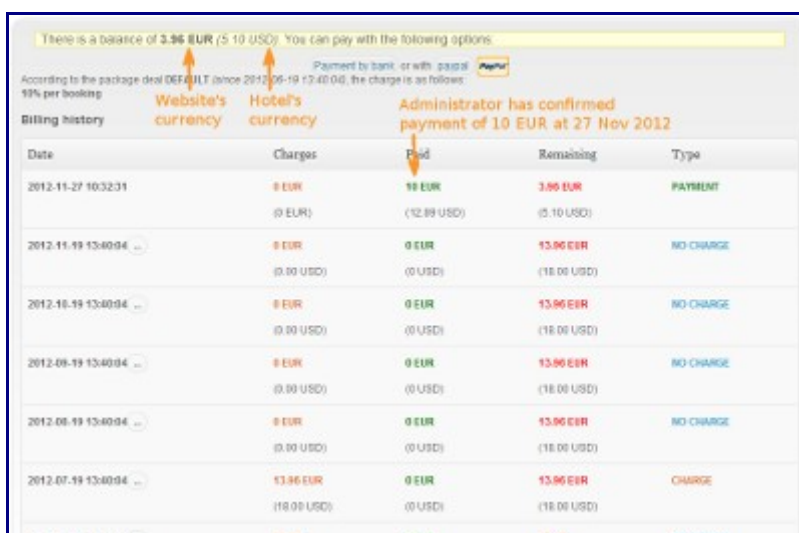 There is a balance of 3.96 EUR (5.10 USD). You can pay with the following options:
Payment by bank or with paypal PayPal
According to the package deal DEFAULT (since 2012-06-19 13:40:04), the charge is as follows:
10% per booking
Website's currency
Hotel's currency
Administrator has confirmed payment of 10 EUR at 27 Nov 2012
Billing history
Date Charges Paid Remaining Type
2012-11-27 10:32:31 0 EUR 10 EUR 3.96 EUR PAYMENT
(0 EUR) (12.89 USD) (5.10 USD)
2012-11-19 13:40:04 ... 0 EUR 0 EUR 13.96 EUR NO CHARGE
(0.00 USD) (0 USD) (18.00 USD)
2012-10-19 13:40:04 ... 0 EUR 0 EUR 13.96 EUR NO CHARGE
(0.00 USD) (0 USD) (18.00 USD)
2012-09-19 13:40:04 ... 0 EUR 0 EUR 13.96 EUR NO CHARGE
(0.00 USD) (0 USD) (18.00 USD)
2012-08-19 13:40:04 ... 0 EUR 0 EUR 13.96 EUR NO CHARGE
(0.00 USD) (0 USD) (18.00 USD)
2012-07-19 13:40:04 ... 13.96 EUR 0 EUR 13.96 EUR CHARGE
(18.00 USD) (0 USD) (18.00 USD)